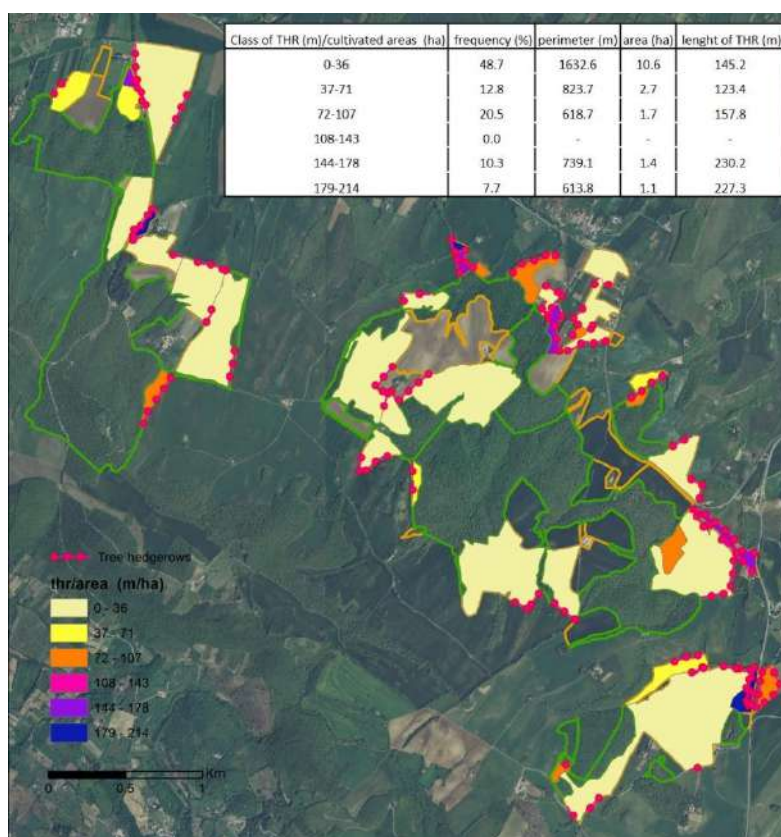 Class of THR (m)/cultivated areas (ha) frequency (%) perimeter (m) area (ha) lenght of THR (m)
0-36 48.7 1632.6 10.6 145.2
37-71 12.8 823.7 2.7 123.4
72-107 20.5 618.7 1.7 157.8
108-143 0.0 - - -
144-178 10.3 739.1 1.4 230.2
179-214 7.7 613.8 1.1 227.3
Tree hedgerows
thr/area (m/ha)
0 - 36
37 - 71
72 - 107
108 - 143
144 - 178
179 - 214
Km
0 0.5 1